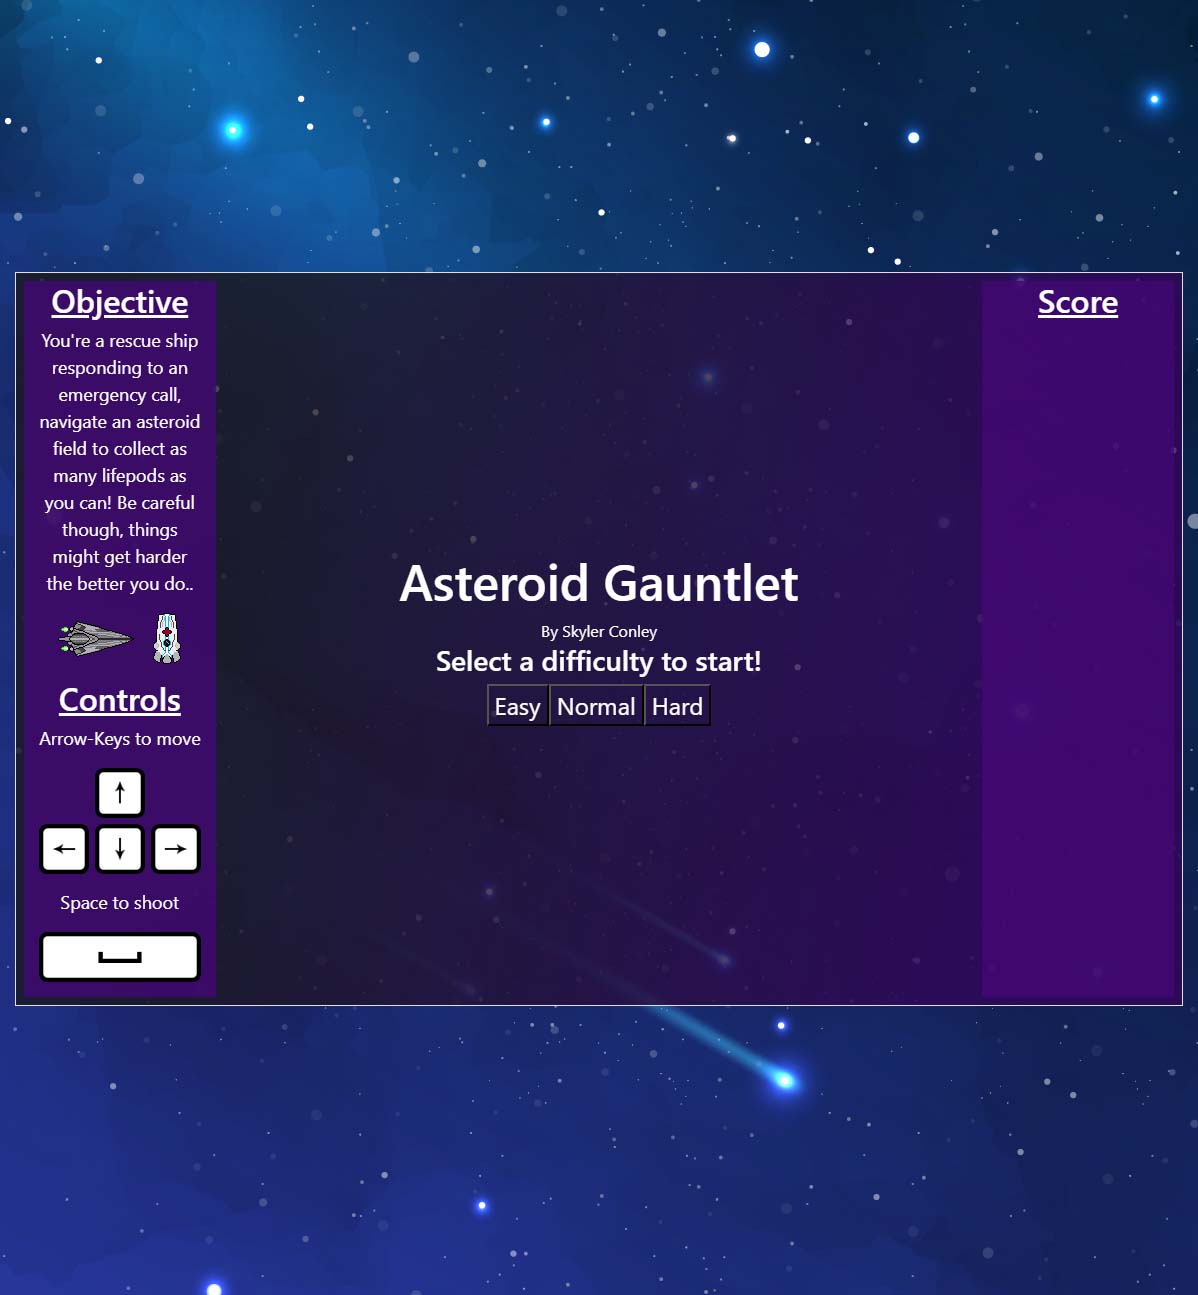 Objective
You're a rescue ship
responding to an
emergency call,
navigate an asteroid
field to collect as
many lifepods as
you can! Be careful
though, things
might get harder
the better you do..
Controls
Arrow-Keys to move
↑
← ↓ →
Space to shoot
Asteroid Gauntlet
By Skyler Conley
Select a difficulty to start!
Easy Normal Hard
Score